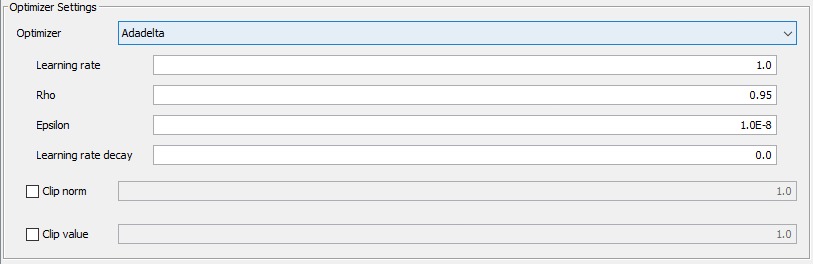 Optimizer Settings
Optimizer Adadelta
Learning rate 1.0
Rho 0.95
Epsilon 1.0E-8
Learning rate decay 0.0
Clip norm 1.0
Clip value 1.0